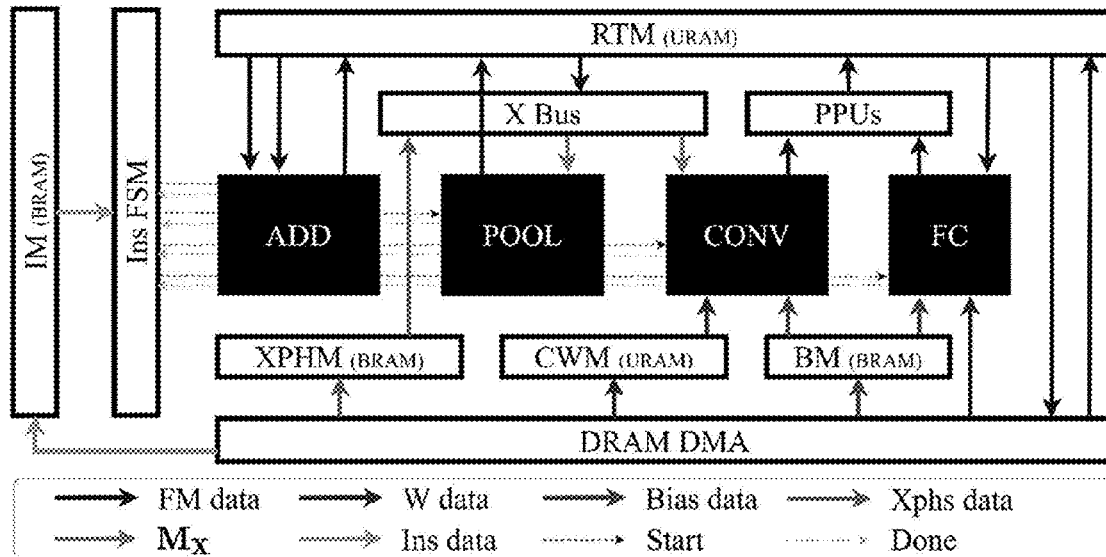 RTM (URAM)
X Bus
PPUs
IM (BRAM)
Ins FSM
ADD
POOL
CONV
FC
XPHM (BRAM)
CWM (URAM)
BM (BRAM)
DRAM DMA
FM data
W data
Bias data
Xphs data
Mx
Ins data
Start
Done